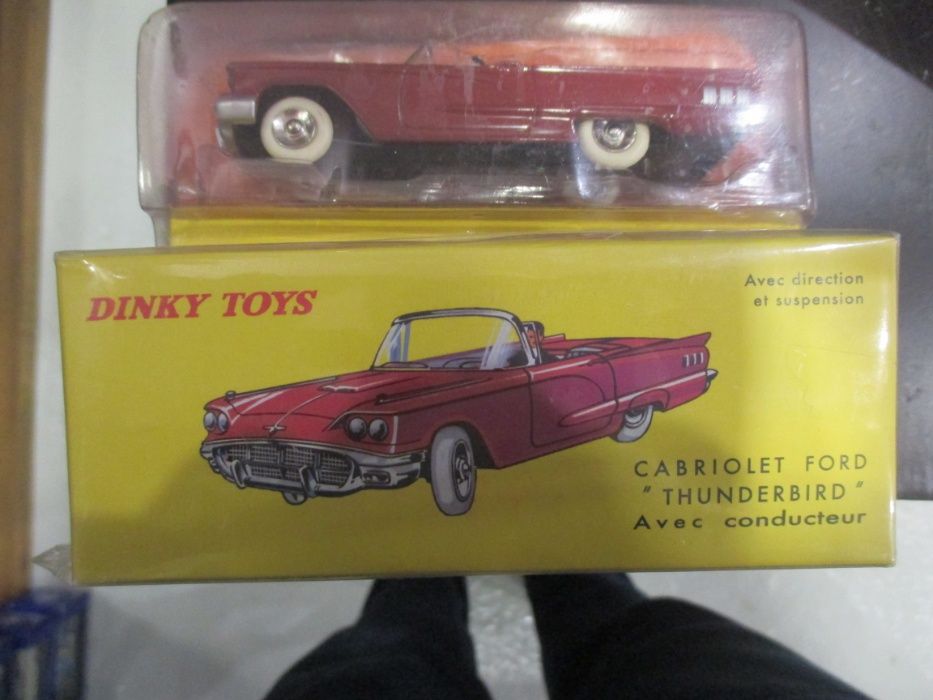 DINKY TOYS
Avec direction
et suspension
CABRIOLET FORD
"THUNDERBIRD"
Avec conducteur